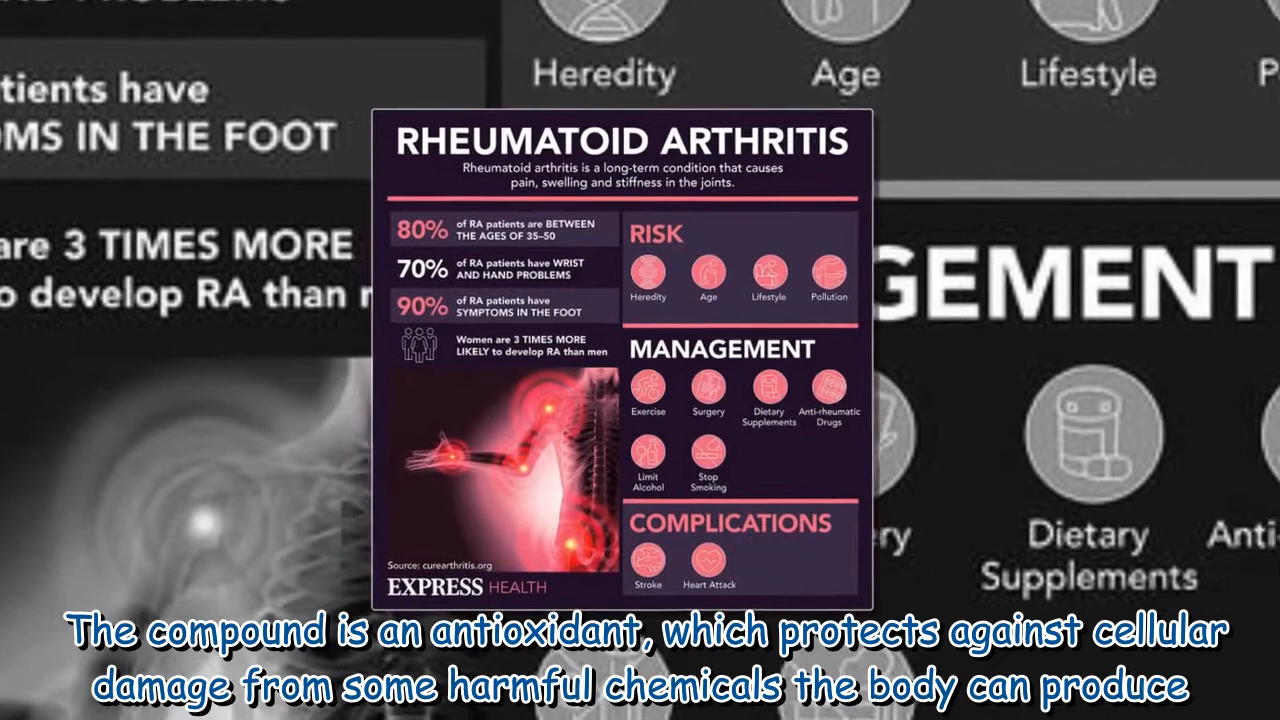 tients have
OMS IN THE FOOT
are 3 TIMES MORE
o develop RA than
Heredity
Age
Lifestyle
P
GEMENT
ery
Dietary
Supplements
Anti-
RHEUMATOID ARTHRITIS
Rheumatoid arthritis is a long-term condition that causes
pain, swelling and stiffness in the joints.
80%
of RA patients are BETWEEN
THE AGES OF 35–50
70%
of RA patients have WRIST
AND HAND PROBLEMS
90%
of RA patients have
SYMPTOMS IN THE FOOT
Women are 3 TIMES MORE
LIKELY to develop RA than men
Source: curearthritis.org
EXPRESS HEALTH
RISK
Heredity
Age
Lifestyle
Pollution
MANAGEMENT
Exercise
Surgery
Dietary
Supplements
Anti-rheumatic
Drugs
Limit
Alcohol
Stop
Smoking
COMPLICATIONS
Stroke
Heart Attack
The compound is an antioxidant, which protects against cellular
damage from some harmful chemicals the body can produce